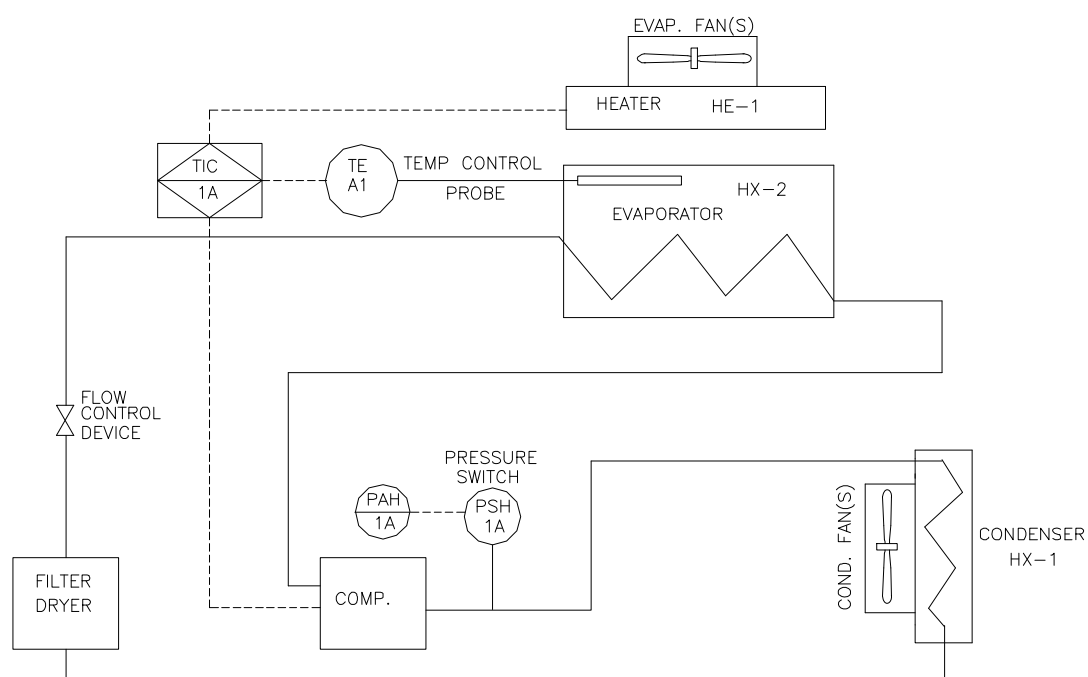 EVAP. FAN(S)
HEATER HE-1
TIC
1A
TE
A1
TEMP CONTROL
PROBE
HX-2
EVAPORATOR
FLOW
CONTROL
DEVICE
PRESSURE
SWITCH
PAH
1A
PSH
1A
COND. FAN(S)
CONDENSER
HX-1
FILTER
DRYER
COMP.